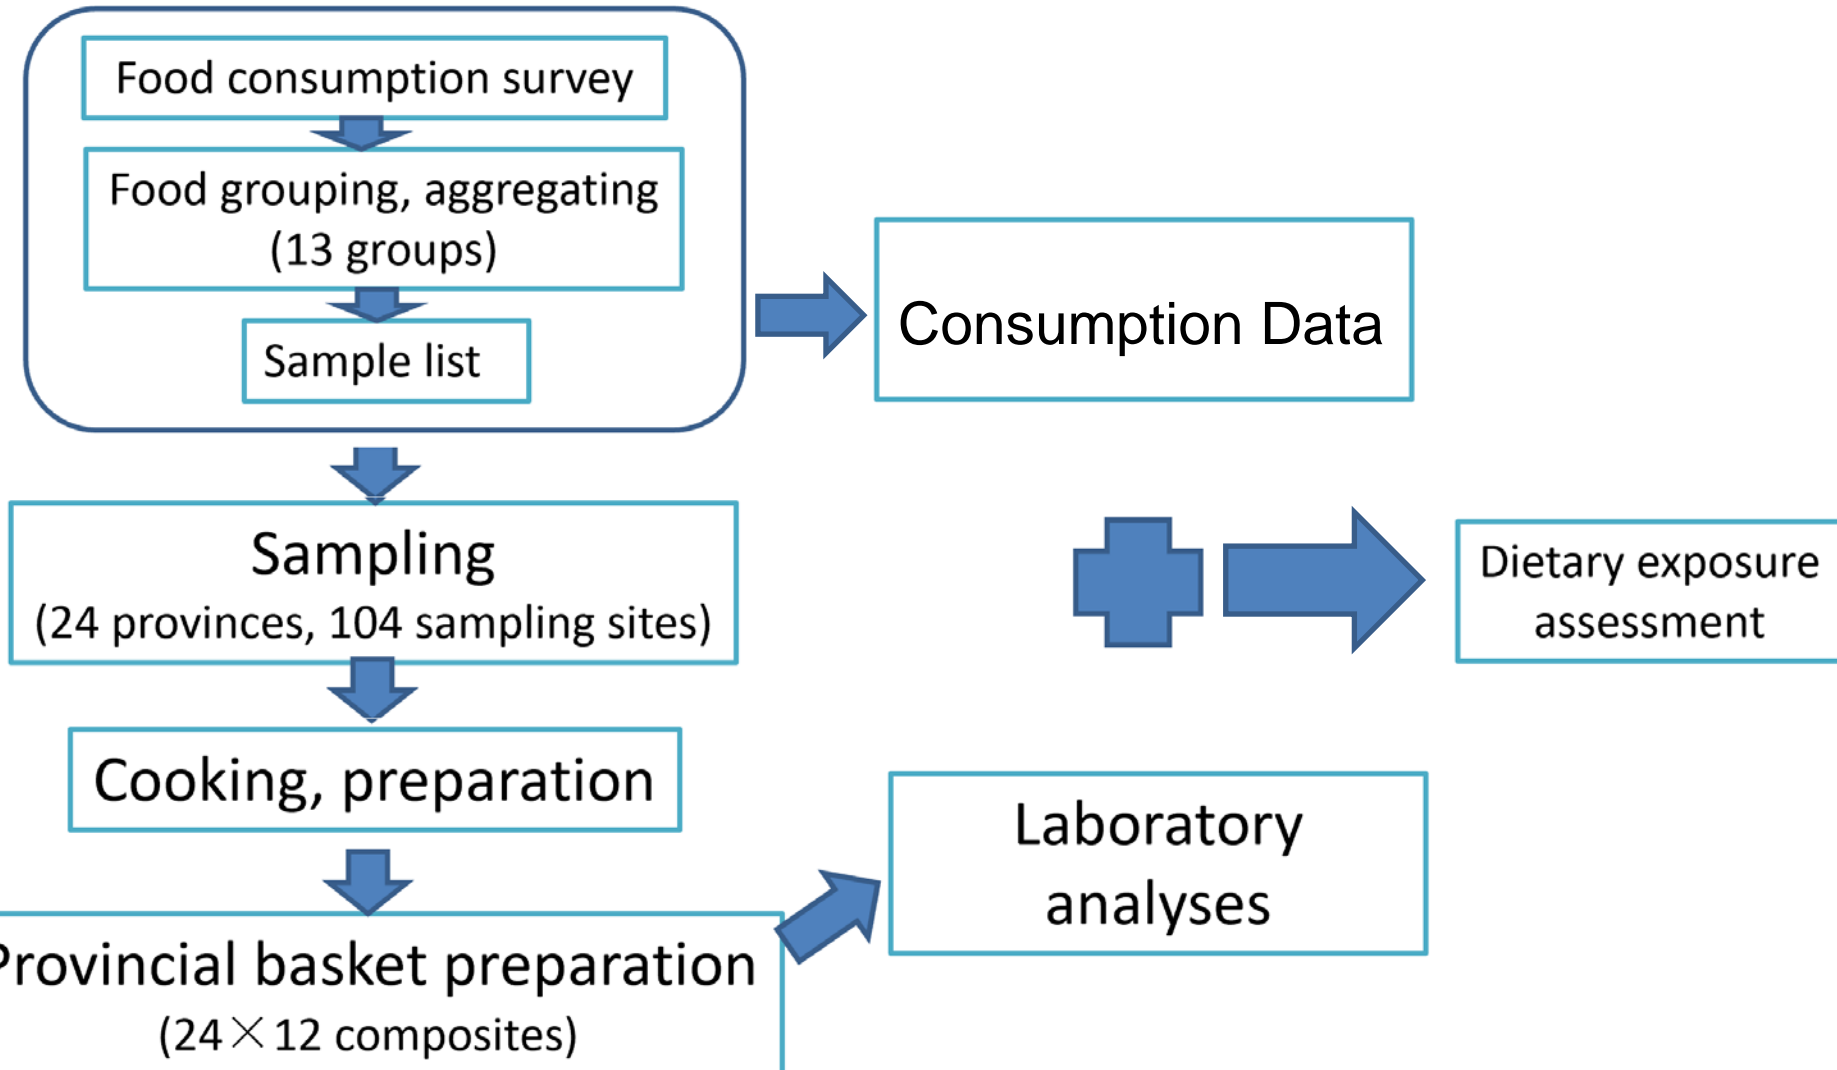 Food consumption survey
Food grouping, aggregating
(13 groups)
Sample list
Consumption Data
Sampling
(24 provinces, 104 sampling sites)
Dietary exposure
assessment
Cooking, preparation
Laboratory
analyses
Provincial basket preparation
(24×12 composites)